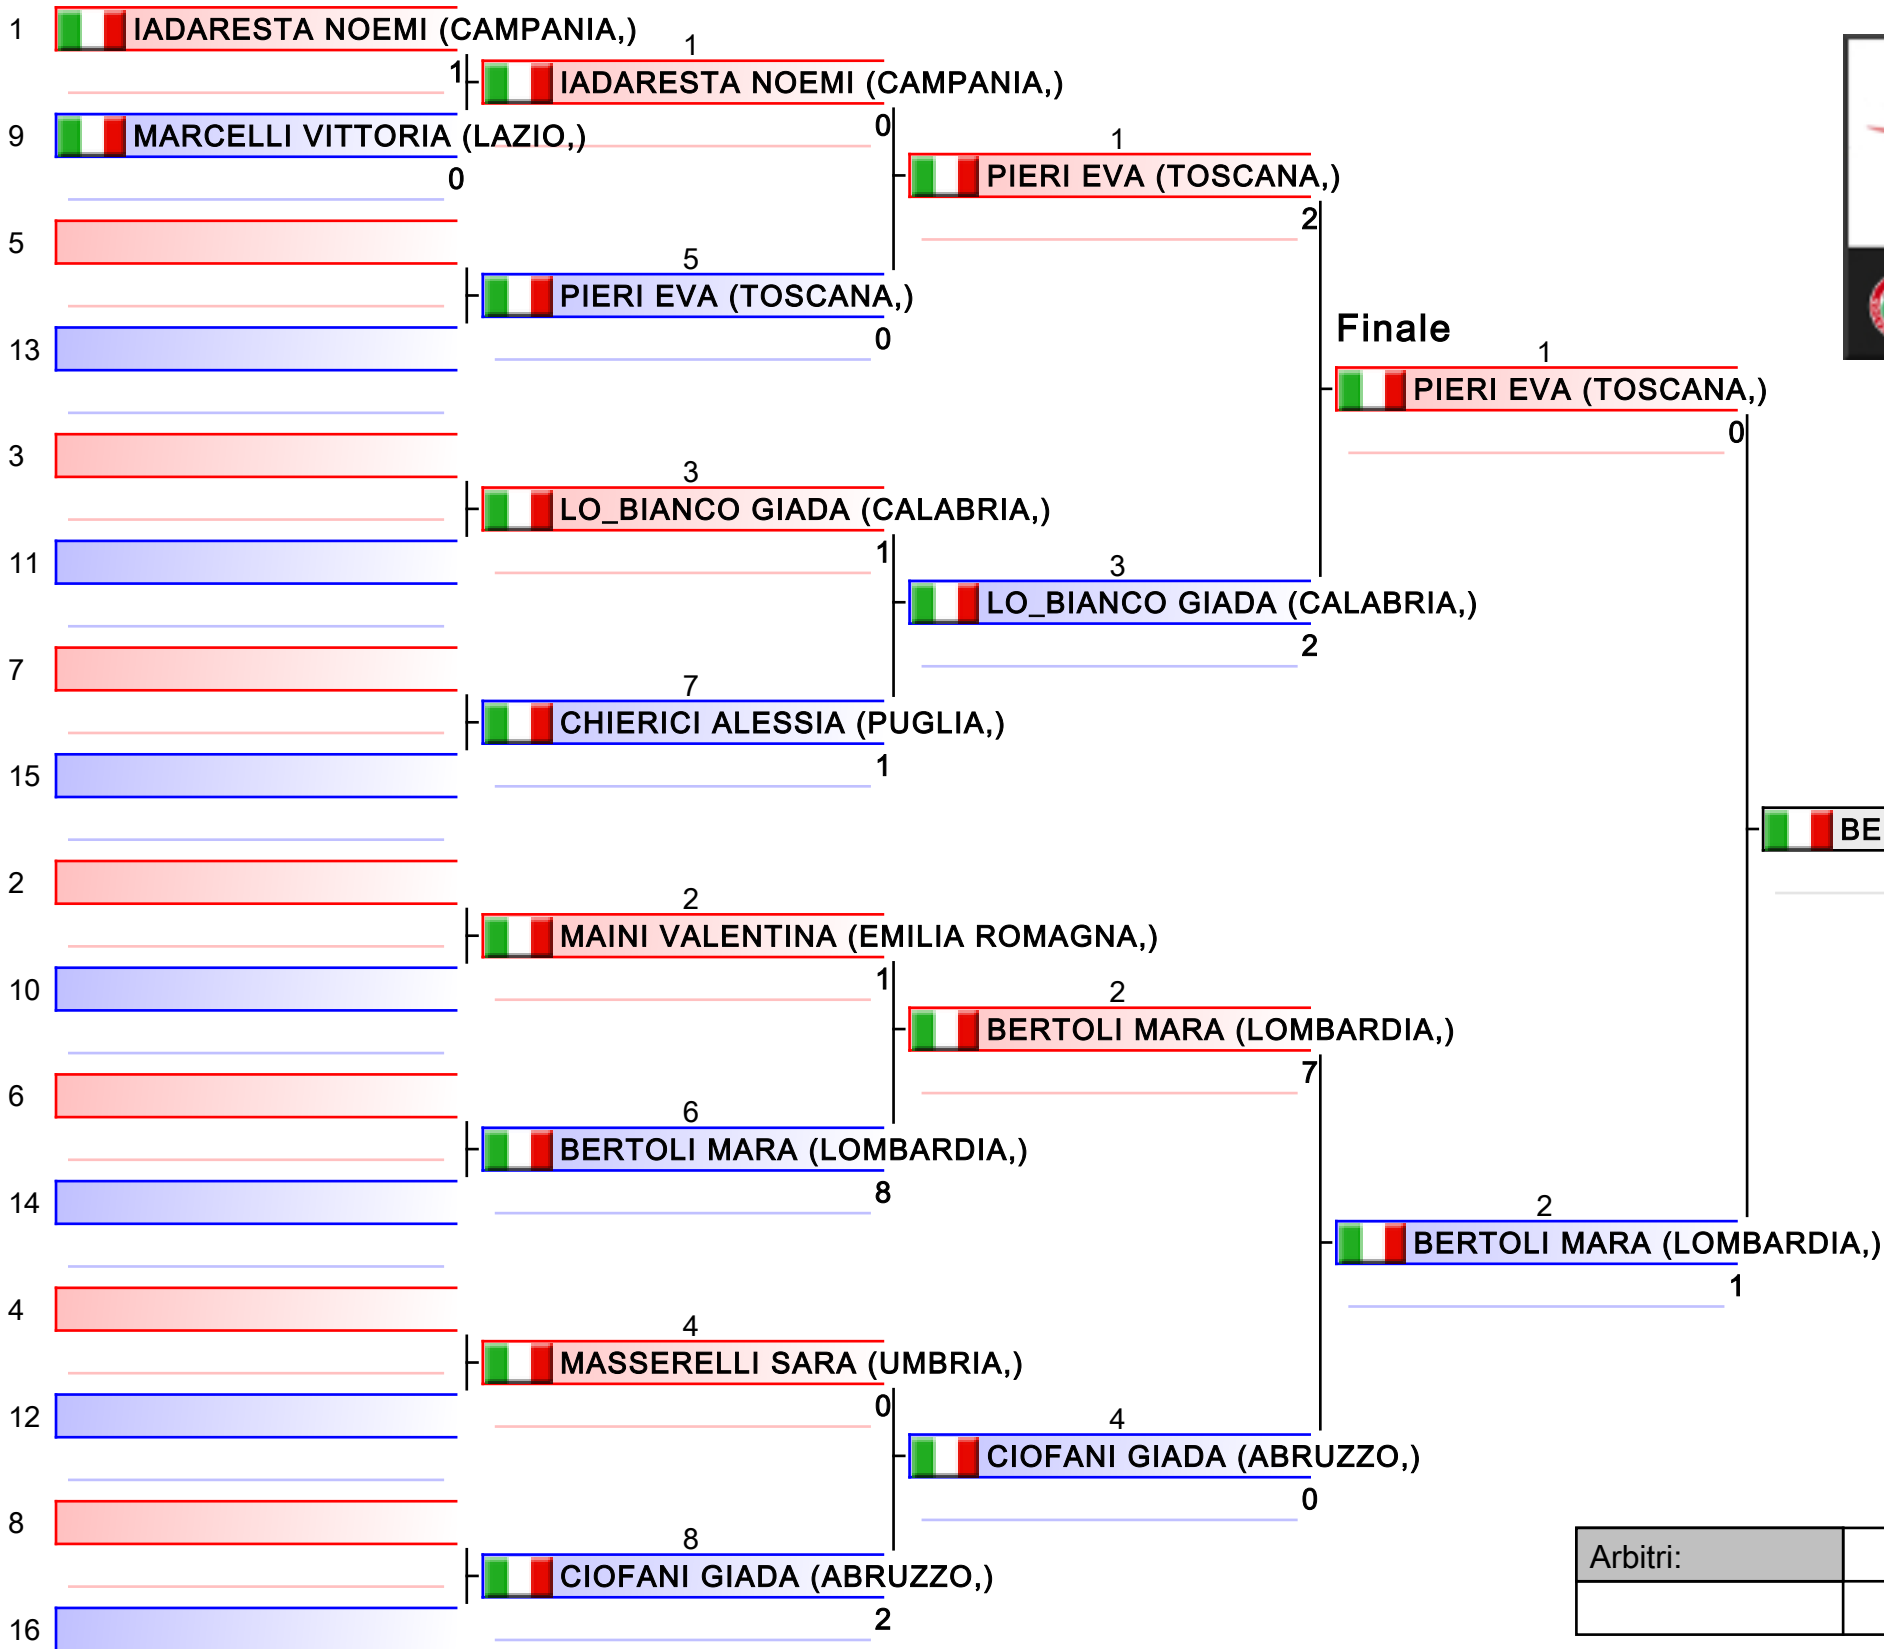 1 IADARESTA NOEMI (CAMPANIA,)
1
1
IADARESTA NOEMI (CAMPANIA,)
0
9 MARCELLI VITTORIA (LAZIO,)
0
1
PIERI EVA (TOSCANA,)
2
5
5
PIERI EVA (TOSCANA,)
0
13
Finale
1
PIERI EVA (TOSCANA,)
0
3
3
LO_BIANCO GIADA (CALABRIA,)
1
11
3
LO_BIANCO GIADA (CALABRIA,)
2
7
7
CHIERICI ALESSIA (PUGLIA,)
1
15
BE
2
2
MAINI VALENTINA (EMILIA ROMAGNA,)
1
10
2
BERTOLI MARA (LOMBARDIA,)
7
6
6
BERTOLI MARA (LOMBARDIA,)
8
14
2
BERTOLI MARA (LOMBARDIA,)
1
4
4
MASSERELLI SARA (UMBRIA,)
0
12
4
CIOFANI GIADA (ABRUZZO,)
0
8
8
CIOFANI GIADA (ABRUZZO,)
2
16
Arbitri: